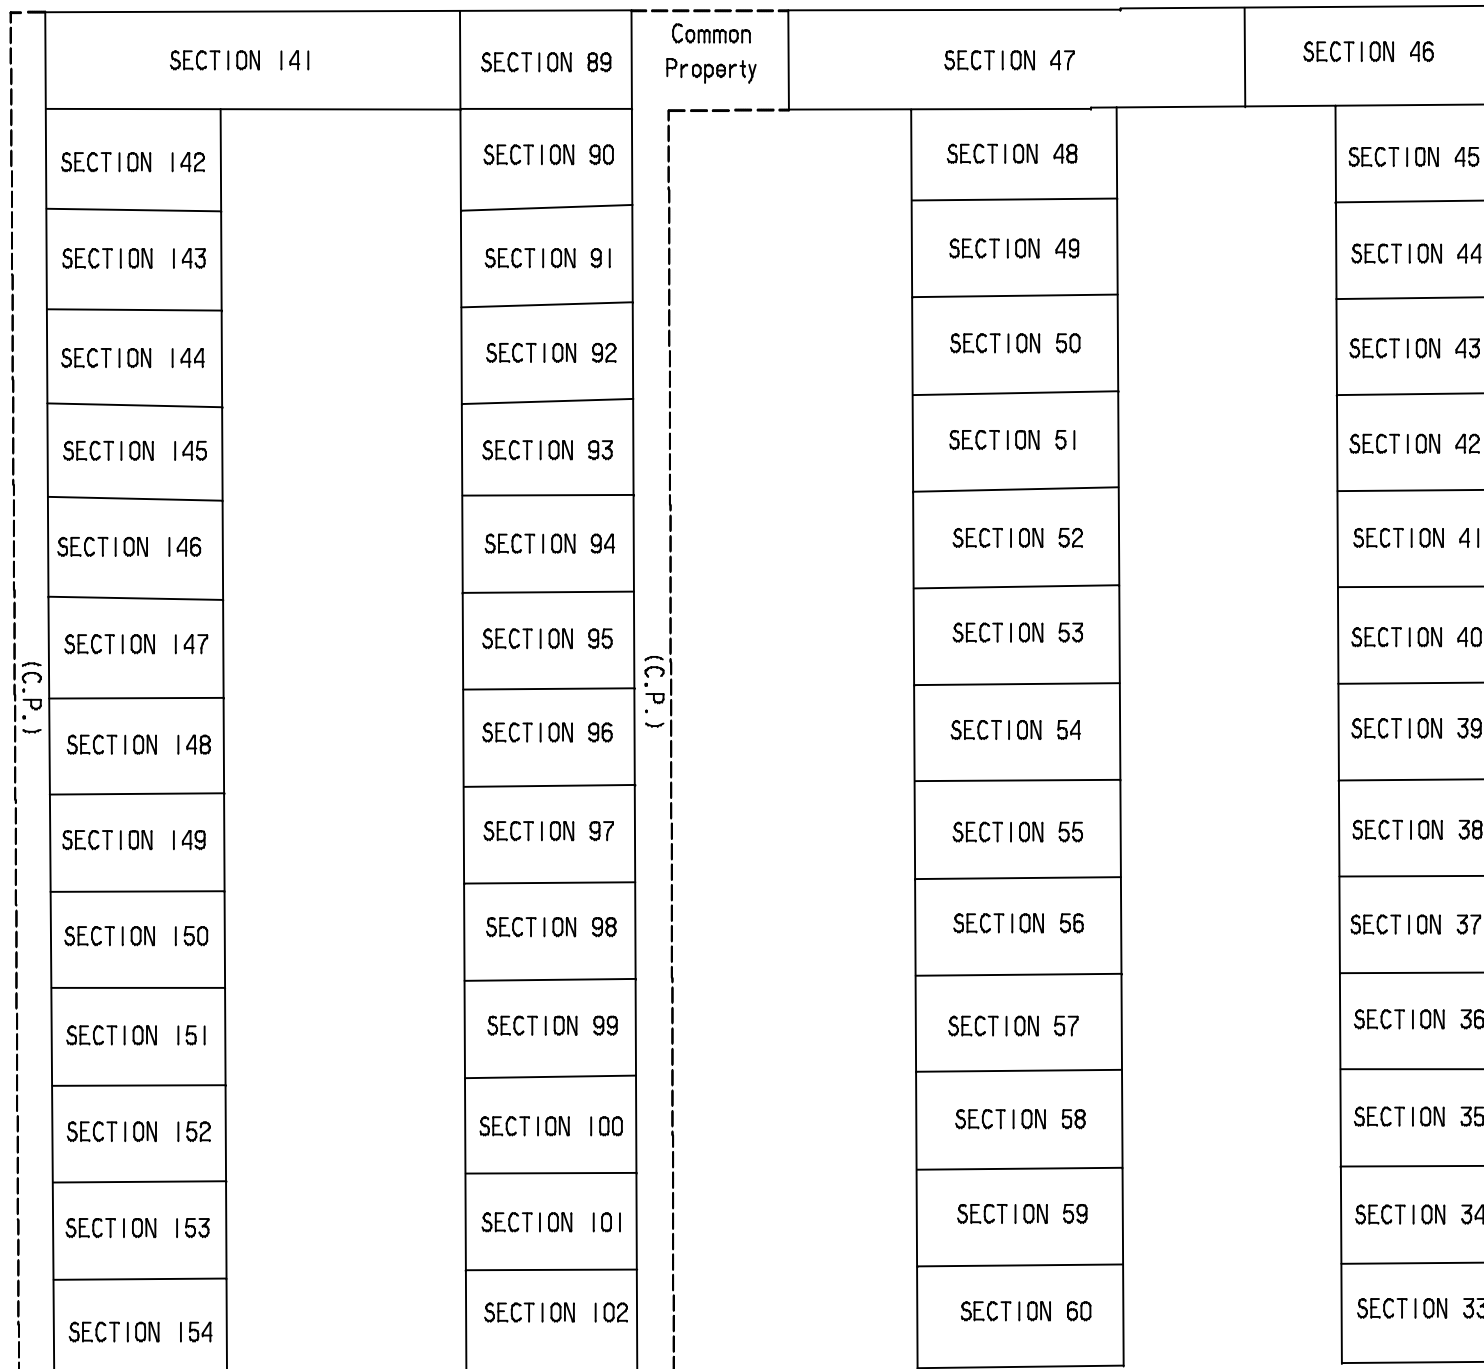 SECTION 141
SECTION 89
Common
Property
SECTION 47
SECTION 46
SECTION 142
SECTION 90
SECTION 48
SECTION 45
SECTION 143
SECTION 91
SECTION 49
SECTION 44
SECTION 144
SECTION 92
SECTION 50
SECTION 43
SECTION 145
SECTION 93
SECTION 51
SECTION 42
SECTION 146
SECTION 94
SECTION 52
SECTION 41
SECTION 147
SECTION 95
SECTION 53
SECTION 40
(C.P.)
(C.P.)
SECTION 148
SECTION 96
SECTION 54
SECTION 39
SECTION 149
SECTION 97
SECTION 55
SECTION 38
SECTION 150
SECTION 98
SECTION 56
SECTION 37
SECTION 151
SECTION 99
SECTION 57
SECTION 36
SECTION 152
SECTION 100
SECTION 58
SECTION 35
SECTION 153
SECTION 101
SECTION 59
SECTION 34
SECTION 154
SECTION 102
SECTION 60
SECTION 33